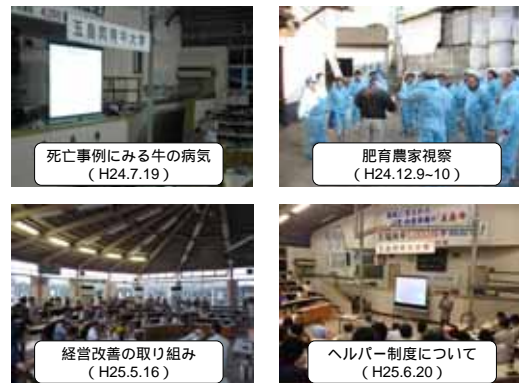 死亡事例にみる牛の病気
（H24.7.19）
肥育農家視察
（H24.12.9~10）
経営改善の取り組み
（H25.5.16）
ヘルパー制度について
（H25.6.20）